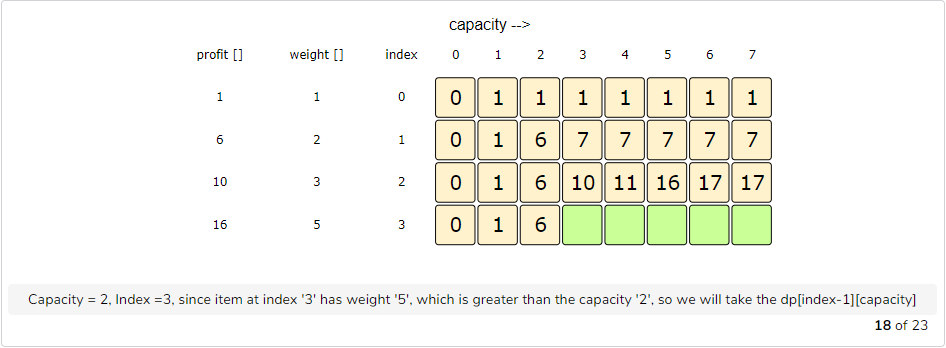 capacity -->
profit [] weight [] index 0 1 2 3 4 5 6 7
1 1 0 0 1 1 1 1 1 1 1
6 2 1 0 1 6 7 7 7 7 7
10 3 2 0 1 6 10 11 16 17 17
16 5 3 0 1 6
Capacity = 2, Index =3, since item at index '3' has weight '5', which is greater than the capacity '2', so we will take the dp[index-1][capacity]
18 of 23